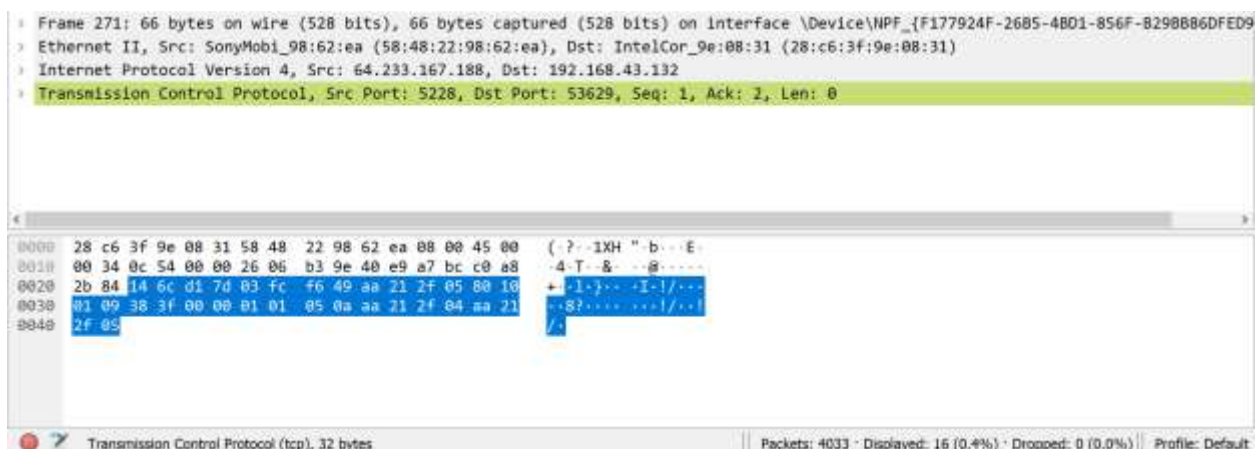 Frame 271: 66 bytes on wire (528 bits), 66 bytes captured (528 bits) on interface \Device\NPF_{F177924F-26B5-4BD1-856F-B298B86DFED9
Ethernet II, Src: SonyMobi_98:62:ea (58:48:22:98:62:ea), Dst: IntelCor_9e:08:31 (28:c6:3f:9e:08:31)
Internet Protocol Version 4, Src: 64.233.167.188, Dst: 192.168.43.132
Transmission Control Protocol, Src Port: 5228, Dst Port: 53629, Seq: 1, Ack: 2, Len: 0
0000 28 c6 3f 9e 08 31 58 48 22 98 62 ea 08 00 45 00 (·?··1XH "·b···E·
0010 00 34 0c 54 00 00 26 06 b3 9e 40 e9 a7 bc c0 a8 ·4·T··&· ··@·····
0020 2b 84 14 6c d1 7d 03 fc f6 49 aa 21 2f 05 80 10 +··l·}·· ·I·!/···
0030 01 09 38 3f 00 00 01 01 05 0a aa 21 2f 04 aa 21 ··8?···· ···!/··!
0040 2f 05 /·
Transmission Control Protocol (tcp), 32 bytes
Packets: 4033 · Displayed: 16 (0.4%) · Dropped: 0 (0.0%)
Profile: Default